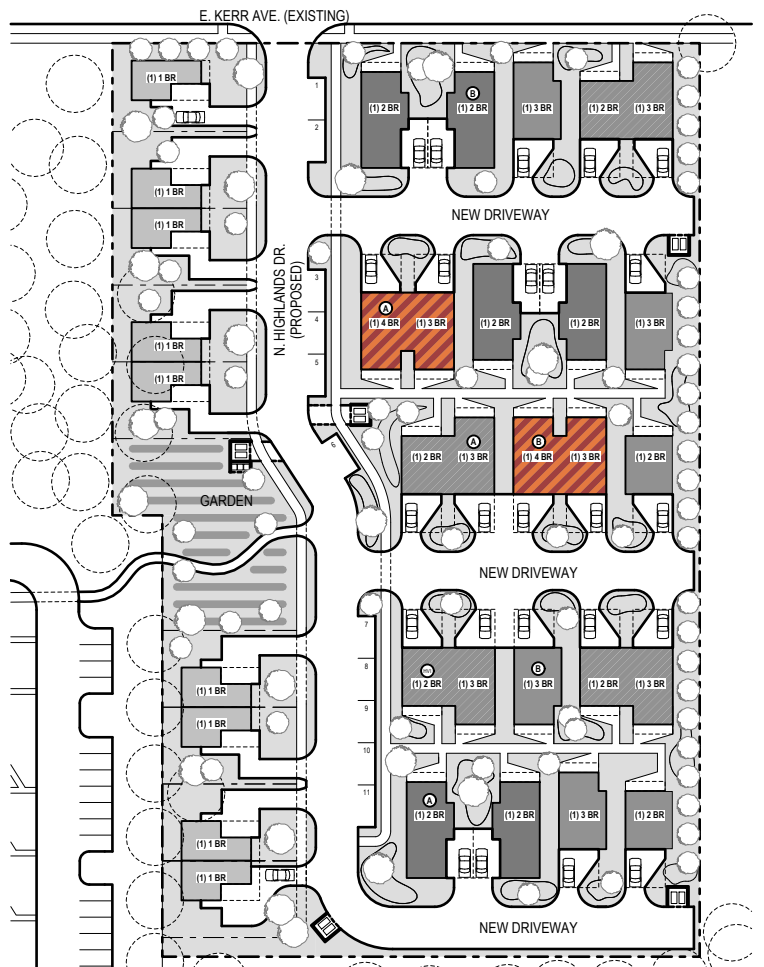 E. KERR AVE. (EXISTING)
(1) 1 BR
1
2
(1) 2 BR
B
(1) 2 BR
(1) 3 BR
(1) 2 BR
(1) 3 BR
(1) 1 BR
(1) 1 BR
NEW DRIVEWAY
N. HIGHLANDS DR.
(PROPOSED)
3
4
5
A
(1) 4 BR
(1) 3 BR
(1) 2 BR
(1) 2 BR
(1) 3 BR
(1) 1 BR
(1) 1 BR
6
(1) 2 BR
A
(1) 3 BR
B
(1) 4 BR
(1) 3 BR
(1) 2 BR
GARDEN
NEW DRIVEWAY
7
8
9
10
11
(1) 2 BR
(1) 3 BR
B
(1) 3 BR
(1) 2 BR
(1) 3 BR
(1) 1 BR
(1) 1 BR
A
(1) 2 BR
(1) 2 BR
(1) 3 BR
(1) 2 BR
(1) 1 BR
(1) 1 BR
NEW DRIVEWAY